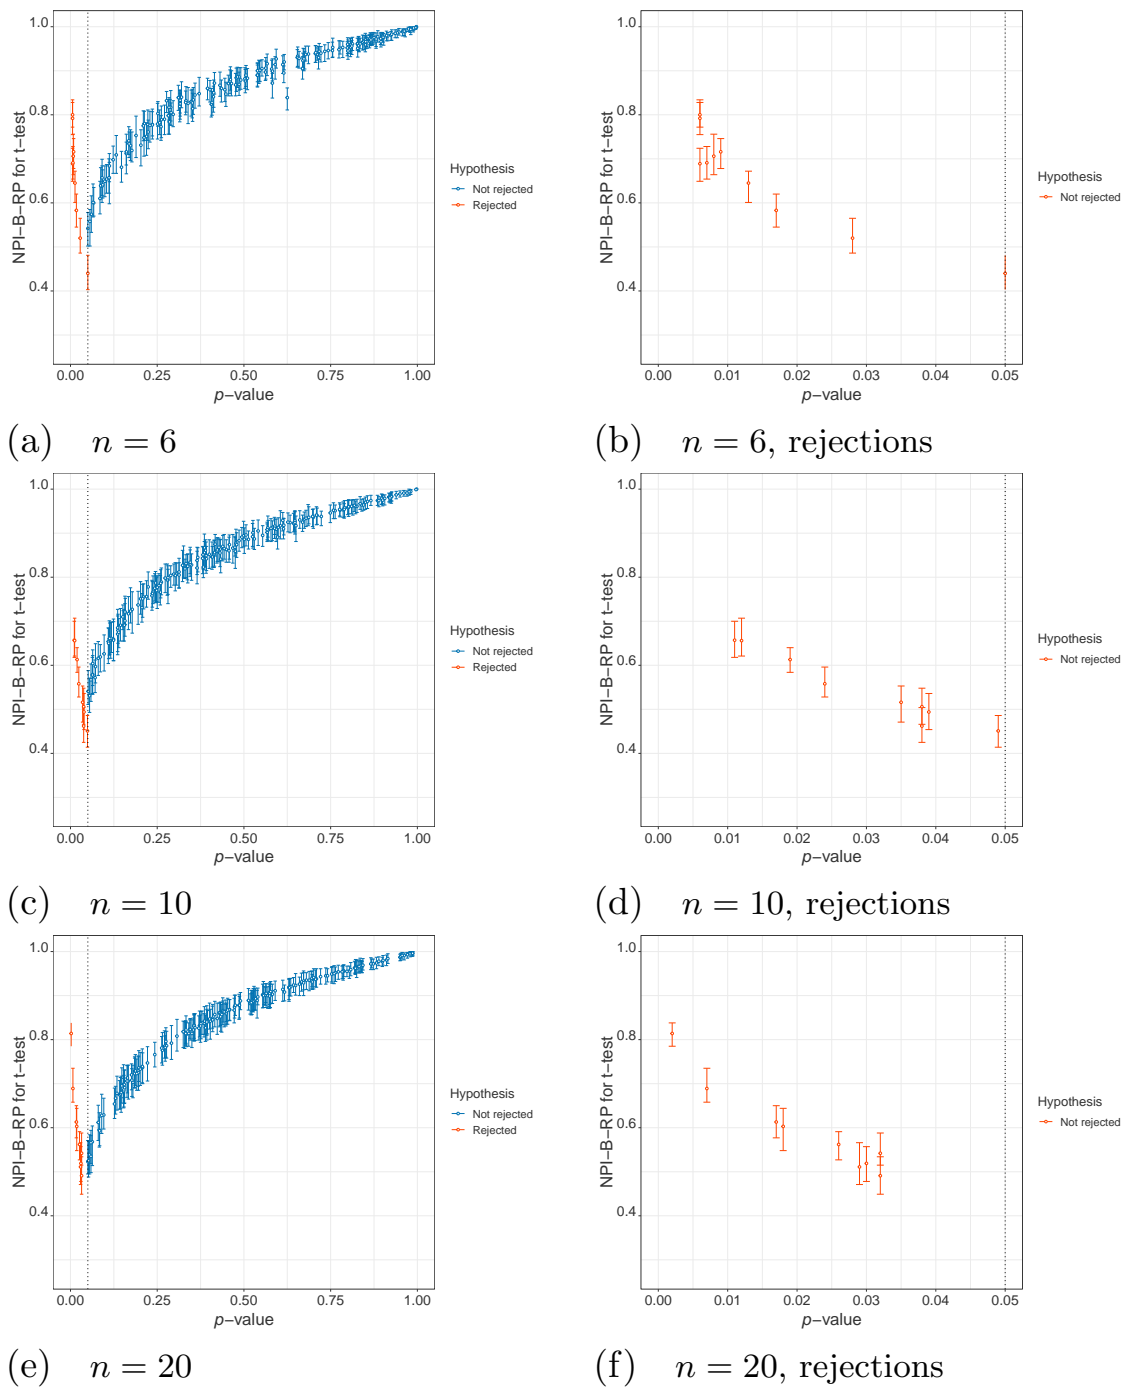 1.0
0.8
0.6
0.4
NPI−B−RP for t−test
0.00 0.25 0.50 0.75 1.00
p−value
Hypothesis
Not rejected
Rejected
1.0
0.8
0.6
0.4
NPI−B−RP for t−test
0.00 0.01 0.02 0.03 0.04 0.05
p−value
Hypothesis
Not rejected
(a) n = 6
(b) n = 6, rejections
1.0
0.8
0.6
0.4
NPI−B−RP for t−test
0.00 0.25 0.50 0.75 1.00
p−value
Hypothesis
Not rejected
Rejected
1.0
0.8
0.6
0.4
NPI−B−RP for t−test
0.00 0.01 0.02 0.03 0.04 0.05
p−value
Hypothesis
Not rejected
(c) n = 10
(d) n = 10, rejections
1.0
0.8
0.6
0.4
NPI−B−RP for t−test
0.00 0.25 0.50 0.75 1.00
p−value
Hypothesis
Not rejected
Rejected
1.0
0.8
0.6
0.4
NPI−B−RP for t−test
0.00 0.01 0.02 0.03 0.04 0.05
p−value
Hypothesis
Not rejected
(e) n = 20
(f) n = 20, rejections